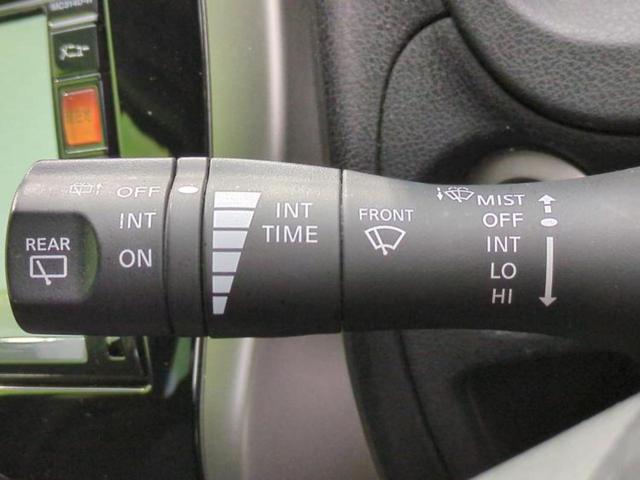 REAR
OFF
INT
ON
INT
TIME
FRONT
MIST
OFF
INT
LO
HI